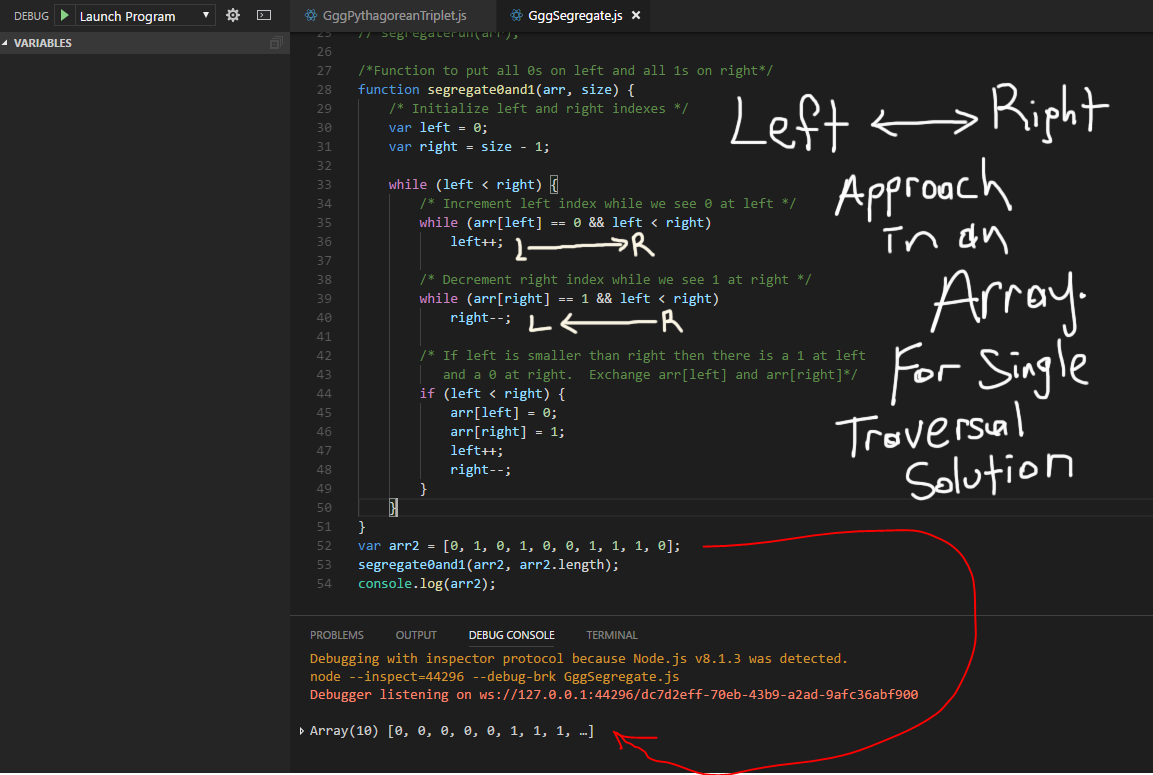 DEBUG Launch Program
GggPythagoreanTriplet.js GggSegregate.js
VARIABLES
25 // segregateFun(arr);
26
27 /*Function to put all 0s on left and all 1s on right*/
28 function segregate0and1(arr, size) {
29 /* Initialize left and right indexes */
30 var left = 0;
31 var right = size - 1;
32
33 while (left < right) {
34 /* Increment left index while we see 0 at left */
35 while (arr[left] == 0 && left < right)
36 left++;
37
38 /* Decrement right index while we see 1 at right */
39 while (arr[right] == 1 && left < right)
40 right--;
41
42 /* If left is smaller than right then there is a 1 at left
43 and a 0 at right.  Exchange arr[left] and arr[right]*/
44 if (left < right) {
45 arr[left] = 0;
46 arr[right] = 1;
47 left++;
48 right--;
49 }
50 }
51 }
52 var arr2 = [0, 1, 0, 1, 0, 0, 1, 1, 1, 0];
53 segregate0and1(arr2, arr2.length);
54 console.log(arr2);
Left ⟷ Right
Approach
In an
Array.
For Single
Traversal
Solution
L → R
L ← R
PROBLEMS OUTPUT DEBUG CONSOLE TERMINAL
Debugging with inspector protocol because Node.js v8.1.3 was detected.
node --inspect=44296 --debug-brk GggSegregate.js
Debugger listening on ws://127.0.0.1:44296/dc7d2eff-70eb-43b9-a2ad-9afc36abf900
Array(10) [0, 0, 0, 0, 0, 1, 1, 1, …]